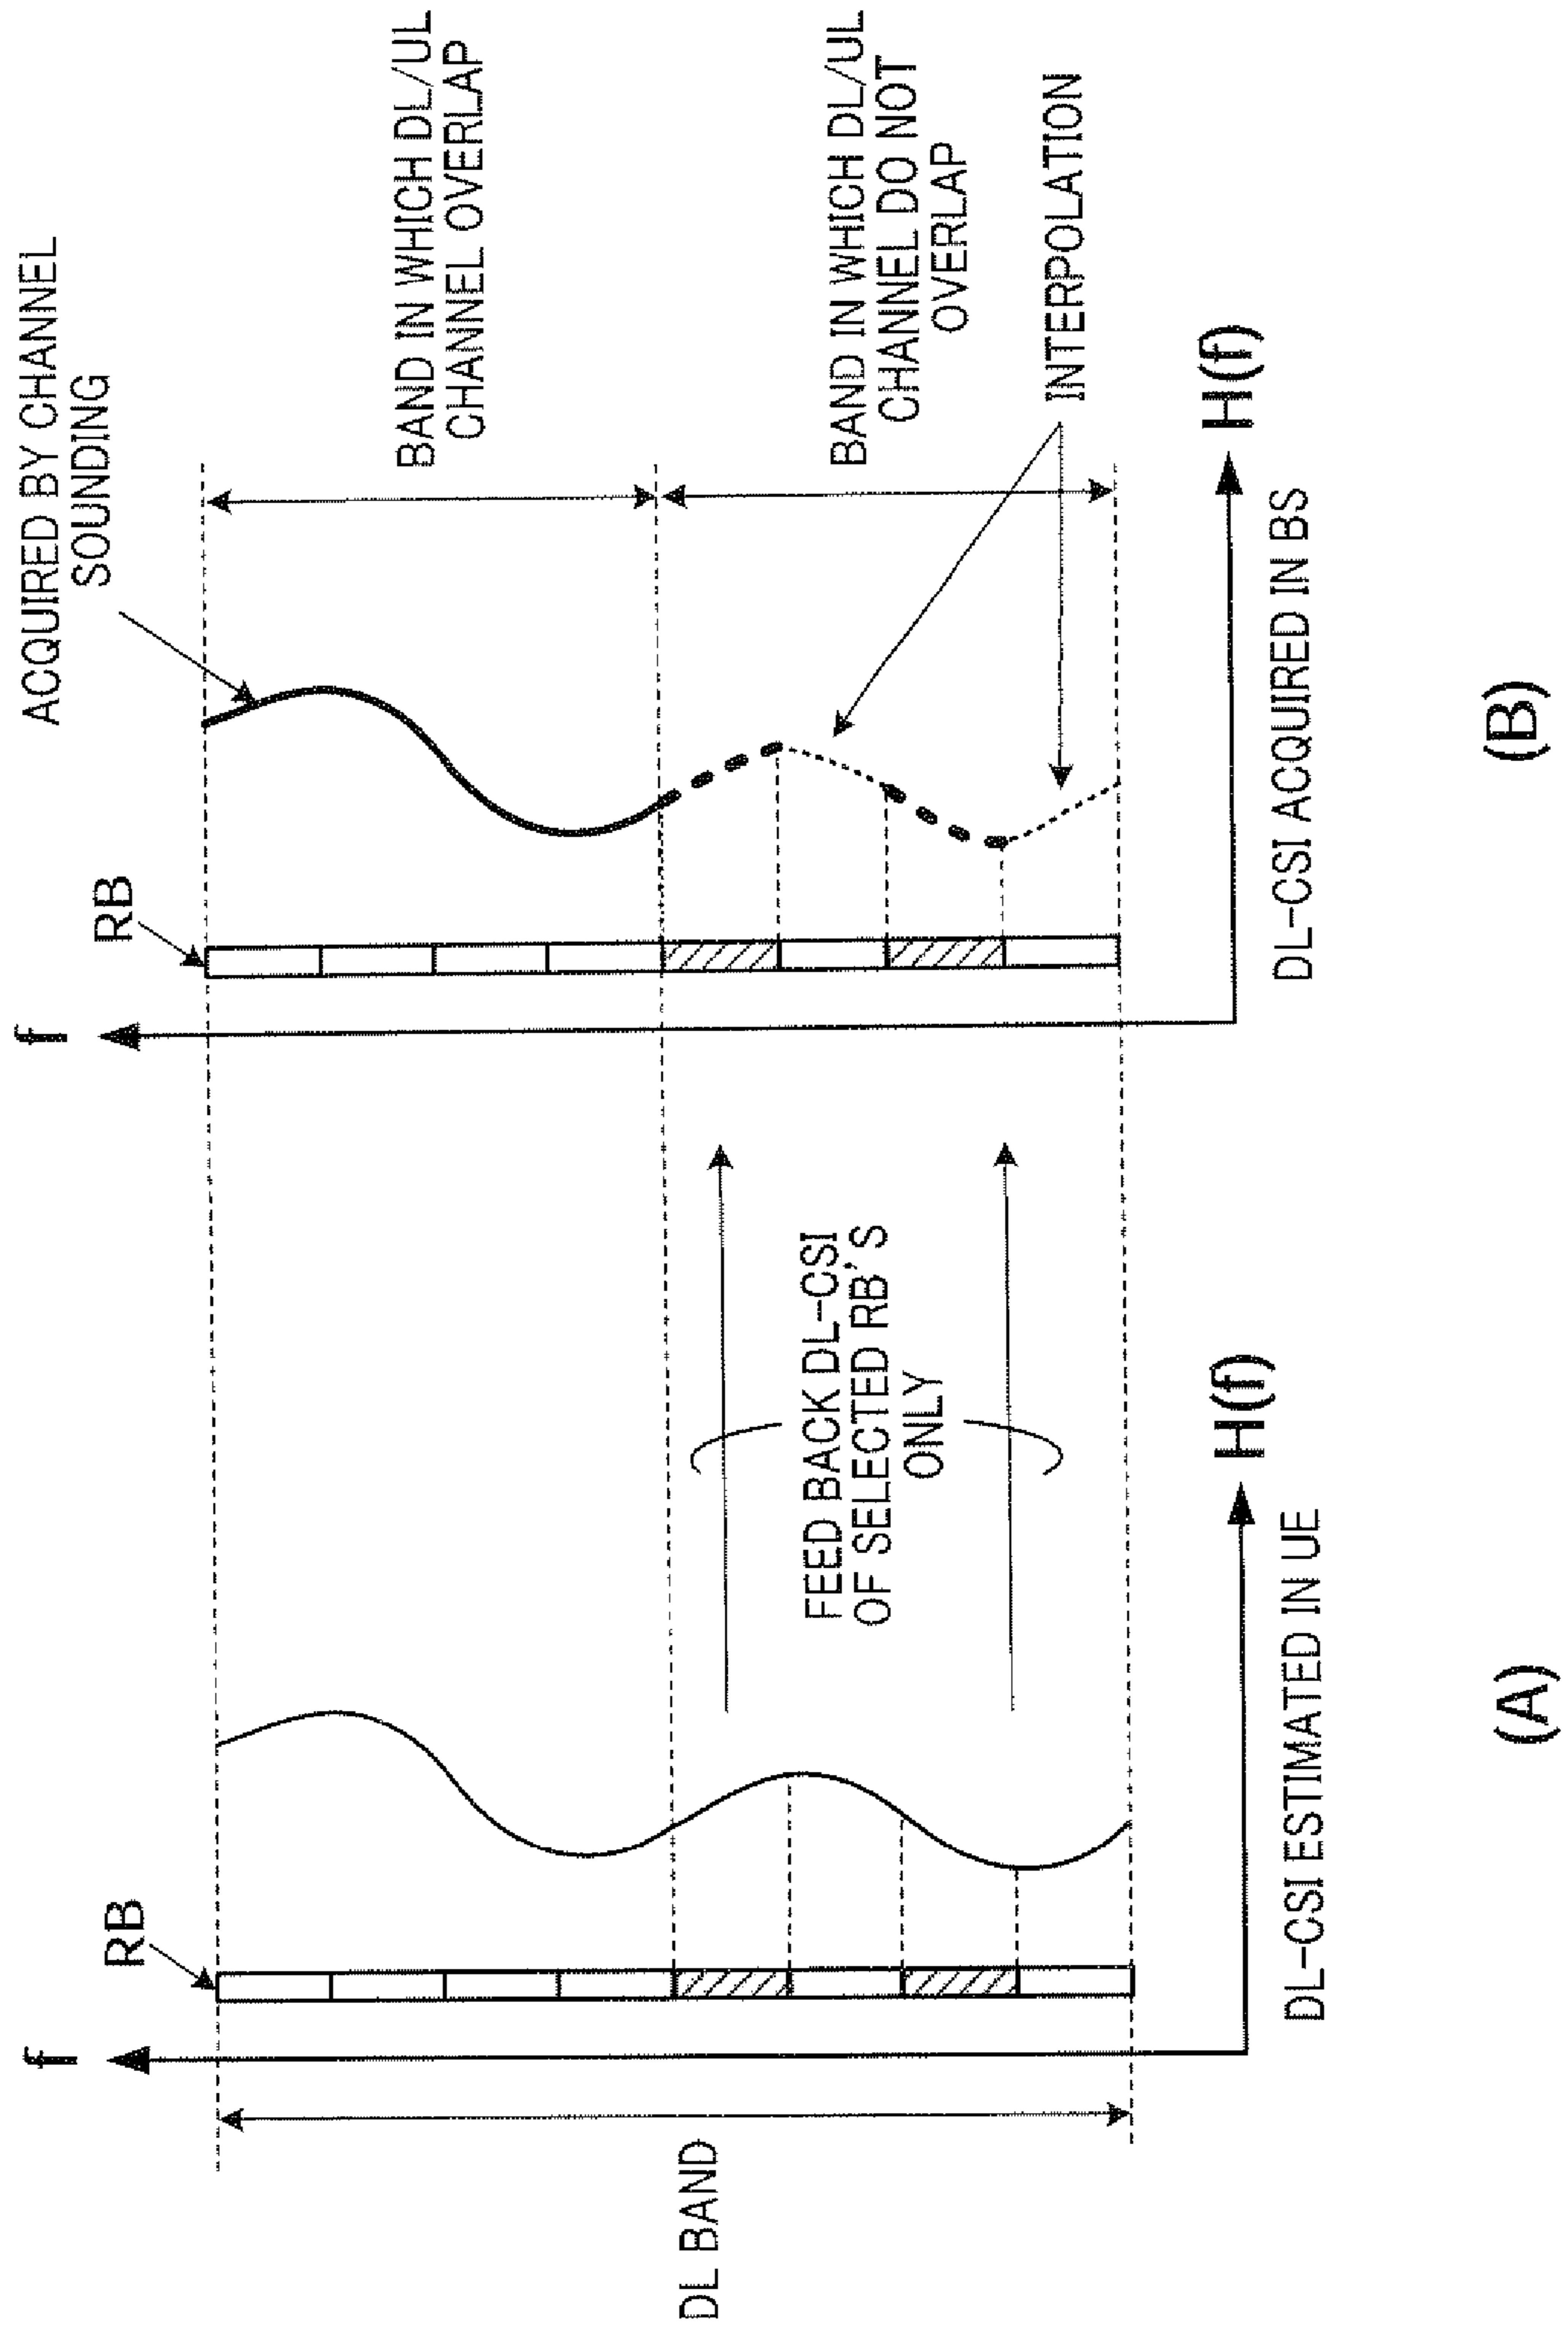 f
RB
DL BAND
H(f)
DL-CSI ESTIMATED IN UE
(A)
FEED BACK DL-CSI
OF SELECTED RB'S
ONLY
f
RB
ACQUIRED BY CHANNEL
SOUNDING
BAND IN WHICH DL/UL
CHANNEL OVERLAP
BAND IN WHICH DL/UL
CHANNEL DO NOT
OVERLAP
INTERPOLATION
H(f)
DL-CSI ACQUIRED IN BS
(B)